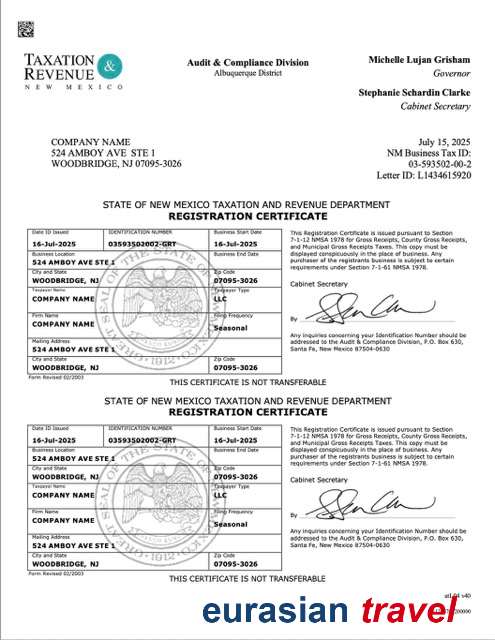 TAXATION
REVENUE &
NEW MEXICO
Audit & Compliance Division
Albuquerque District
Michelle Lujan Grisham
Governor
Stephanie Schardin Clarke
Cabinet Secretary
COMPANY NAME
524 AMBOY AVE STE 1
WOODBRIDGE, NJ 07095-3026
July 15, 2025
NM Business Tax ID:
03-593502-00-2
Letter ID: L1434615920
STATE OF NEW MEXICO TAXATION AND REVENUE DEPARTMENT
REGISTRATION CERTIFICATE
Date ID Issued IDENTIFICATION NUMBER Business Start Date
16-Jul-2025 03593502002-GRT 16-Jul-2025
Business Location Business End Date
524 AMBOY AVE STE 1
City and State Zip Code
WOODBRIDGE, NJ 07095-3026
Taxpayer Name Taxpayer Type
COMPANY NAME LLC
Firm Name Filing Frequency
COMPANY NAME Seasonal
Mailing Address
524 AMBOY AVE STE 1
City and State Zip Code
WOODBRIDGE, NJ 07095-3026
Form Revised 02/2003
This Registration Certificate is issued pursuant to Section
7-1-12 NMSA 1978 for Gross Receipts, County Gross Receipts,
and Municipal Gross Receipts Taxes. This copy must be
displayed conspicuously in the place of business. Any
purchaser of the registrants business is subject to certain
requirements under Section 7-1-61 NMSA 1978.
Cabinet Secretary
By
Any inquiries concerning your Identification Number should be
addressed to the Audit & Compliance Division, P.O. Box 630,
Santa Fe, New Mexico 87504-0630
THIS CERTIFICATE IS NOT TRANSFERABLE
STATE OF NEW MEXICO TAXATION AND REVENUE DEPARTMENT
REGISTRATION CERTIFICATE
Date ID Issued IDENTIFICATION NUMBER Business Start Date
16-Jul-2025 03593502002-GRT 16-Jul-2025
Business Location Business End Date
524 AMBOY AVE STE 1
City and State Zip Code
WOODBRIDGE, NJ 07095-3026
Taxpayer Name Taxpayer Type
COMPANY NAME LLC
Firm Name Filing Frequency
COMPANY NAME Seasonal
Mailing Address
524 AMBOY AVE STE 1
City and State Zip Code
WOODBRIDGE, NJ 07095-3026
Form Revised 02/2003
This Registration Certificate is issued pursuant to Section
7-1-12 NMSA 1978 for Gross Receipts, County Gross Receipts,
and Municipal Gross Receipts Taxes. This copy must be
displayed conspicuously in the place of business. Any
purchaser of the registrants business is subject to certain
requirements under Section 7-1-61 NMSA 1978.
Cabinet Secretary
By
Any inquiries concerning your Identification Number should be
addressed to the Audit & Compliance Division, P.O. Box 630,
Santa Fe, New Mexico 87504-0630
THIS CERTIFICATE IS NOT TRANSFERABLE
v40
eurasian travel